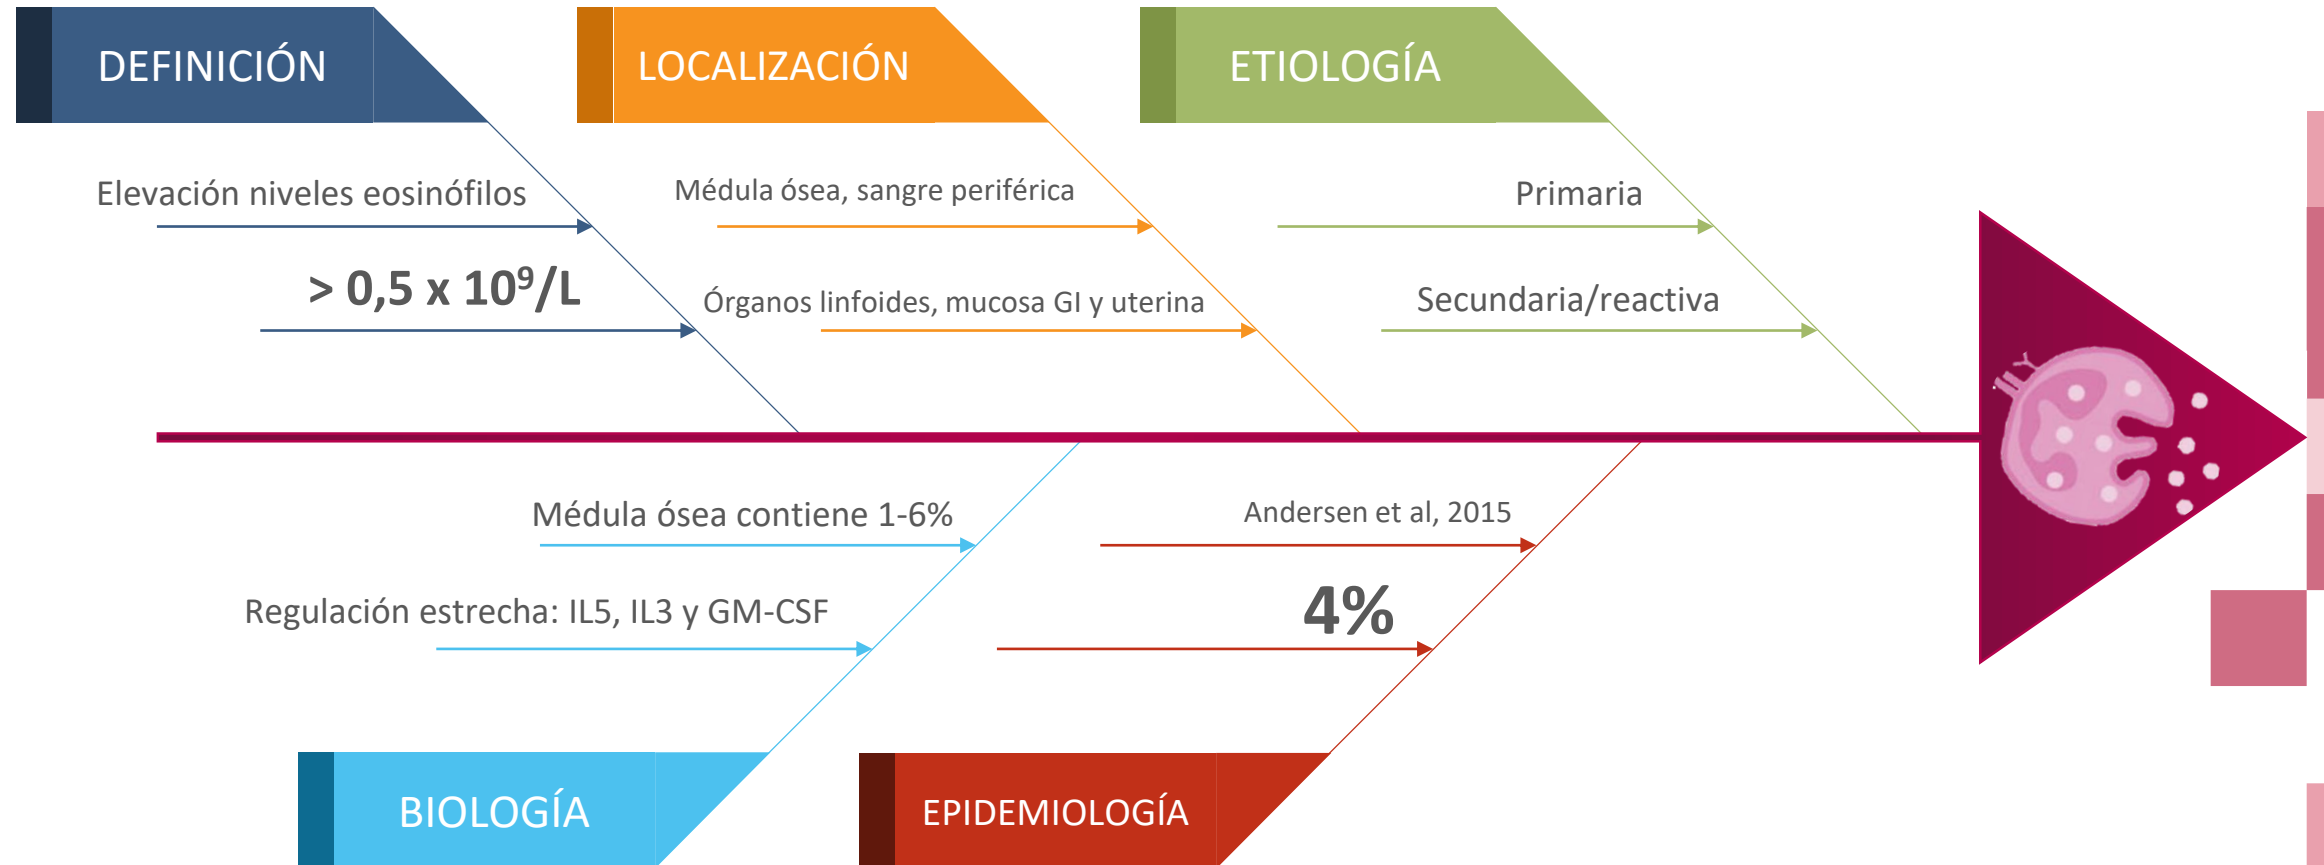 DEFINICIÓN
Elevación niveles eosinófilos
> 0,5 x 10⁹/L
LOCALIZACIÓN
Médula ósea, sangre periférica
Órganos linfoides, mucosa GI y uterina
ETIOLOGÍA
Primaria
Secundaria/reactiva
Médula ósea contiene 1-6%
Regulación estrecha: IL5, IL3 y GM-CSF
BIOLOGÍA
Andersen et al, 2015
4%
EPIDEMIOLOGÍA